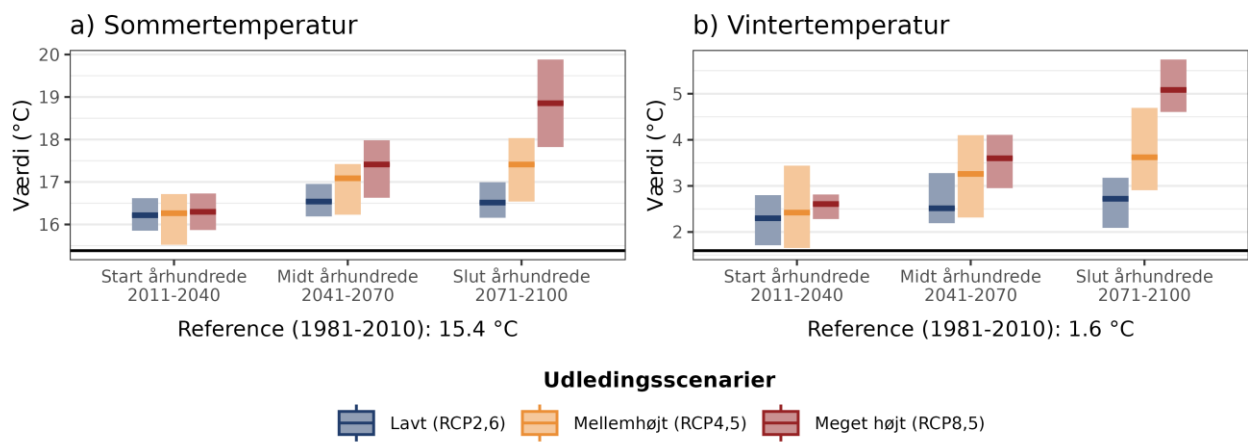 a) Sommertemperatur
Værdi (°C)
20
19
18
17
16
Start århundrede
2011-2040
Midt århundrede
2041-2070
Slut århundrede
2071-2100
Reference (1981-2010): 15.4 °C
b) Vintertemperatur
Værdi (°C)
5
4
3
2
Start århundrede
2011-2040
Midt århundrede
2041-2070
Slut århundrede
2071-2100
Reference (1981-2010): 1.6 °C
Udledingsscenarier
Lavt (RCP2,6)
Mellemhøjt (RCP4,5)
Meget højt (RCP8,5)